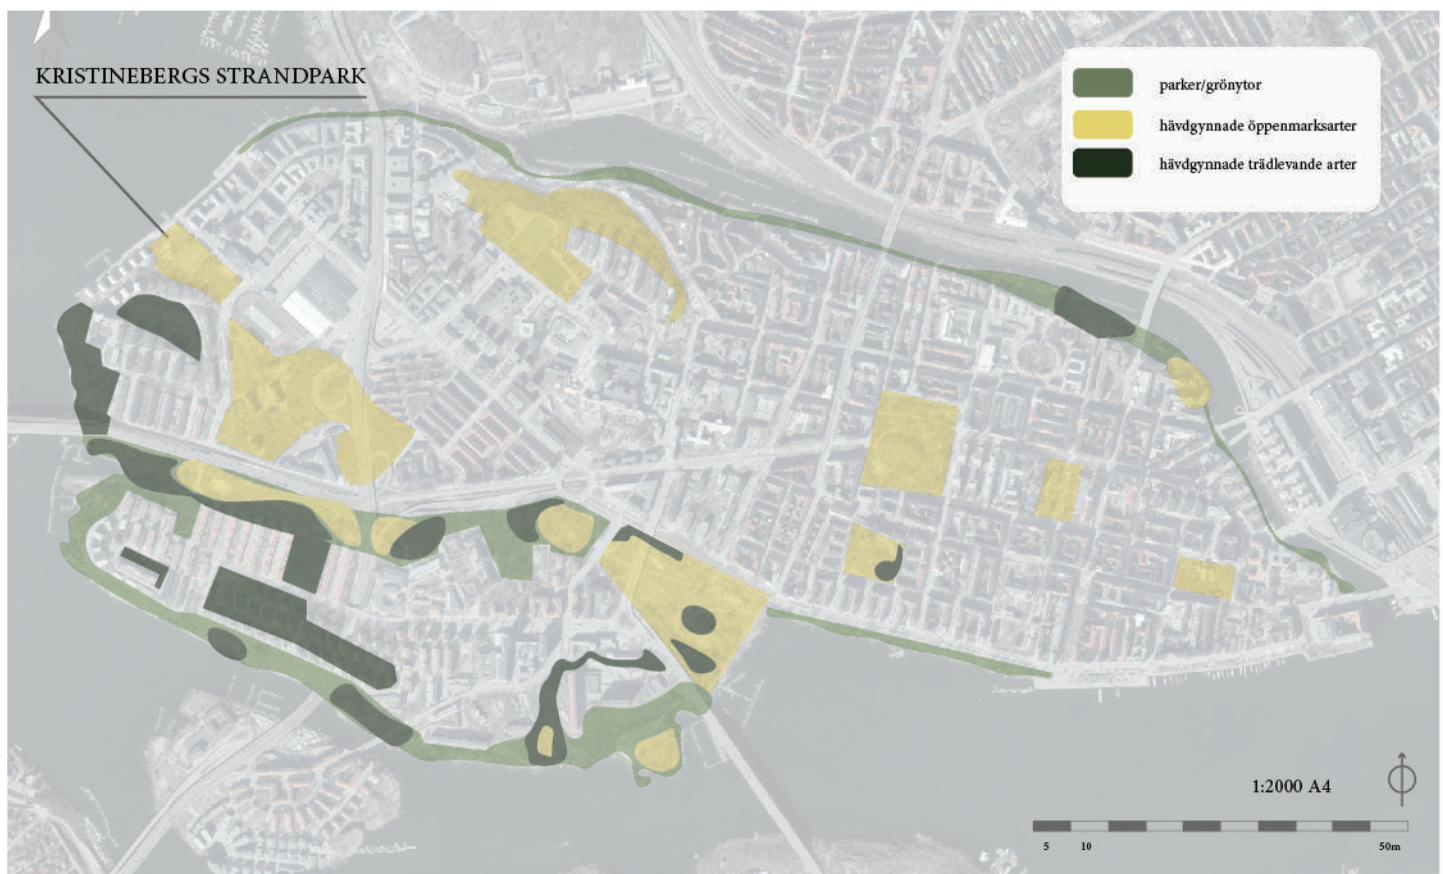 KRISTINEBERGS STRANDPARK
parker/grönytor
hävdgynnade öppenmarksarter
hävdgynnade trädlevande arter
1:2000 A4
5 10 50m